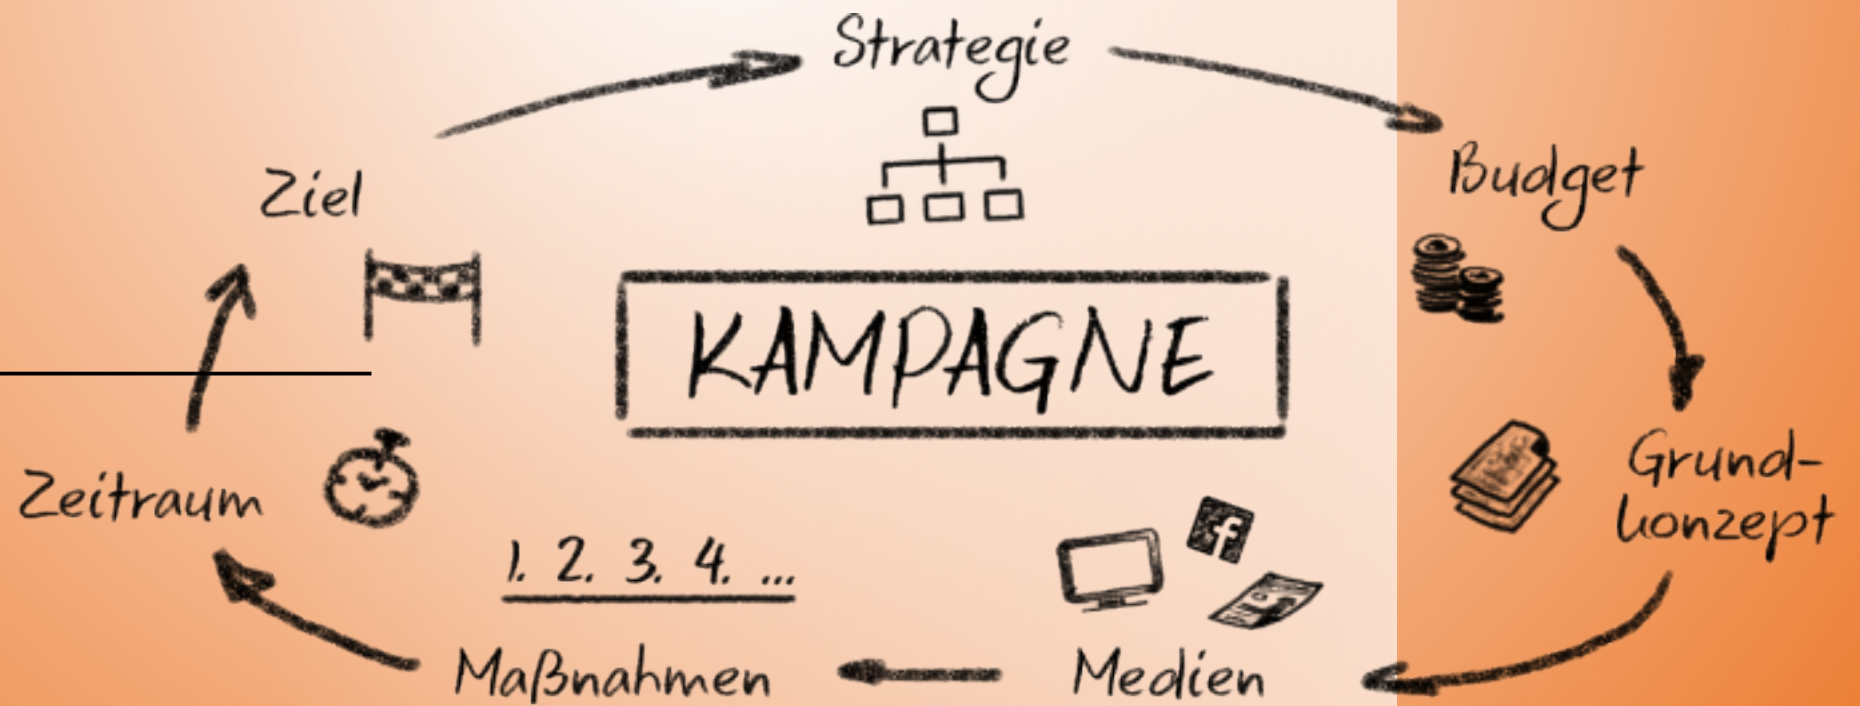 Strategie
Budget
Ziel
KAMPAGNE
Grund-
konzept
Zeitraum
1. 2. 3. 4. ...
f
Maßnahmen
Medien